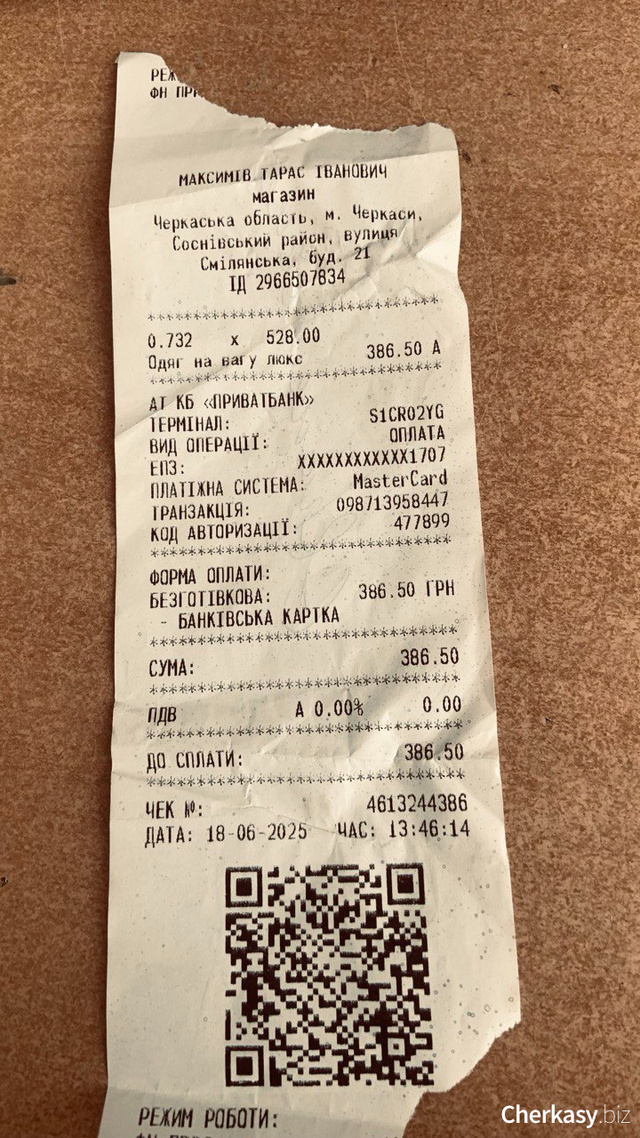 ФН
МАКСИМІВ ТАРАС ІВАНОВИЧ
магазин
Черкаська область, м. Черкаси,
Соснівський район, вулиця
Смілянська, буд. 21
ІД 2966507834
0.732 x 528.00
Одяг на вагу люкс 386.50 А
АТ КБ «ПРИВАТБАНК»
ТЕРМІНАЛ: S1CR02YG
ВИД ОПЕРАЦІЇ: ОПЛАТА
ЕПЗ: XXXXXXXXXXXX1707
ПЛАТІЖНА СИСТЕМА: MasterCard
ТРАНЗАКЦІЯ: 098713958447
КОД АВТОРИЗАЦІЇ: 477899
ФОРМА ОПЛАТИ:
БЕЗГОТІВКОВА: 386.50 ГРН
- БАНКІВСЬКА КАРТКА
СУМА: 386.50
ПДВ А 0.00% 0.00
ДО СПЛАТИ: 386.50
ЧЕК №: 4613244386
ДАТА: 18-06-2025 ЧАС: 13:46:14
РЕЖИМ РОБОТИ:
Cherkasy.biz